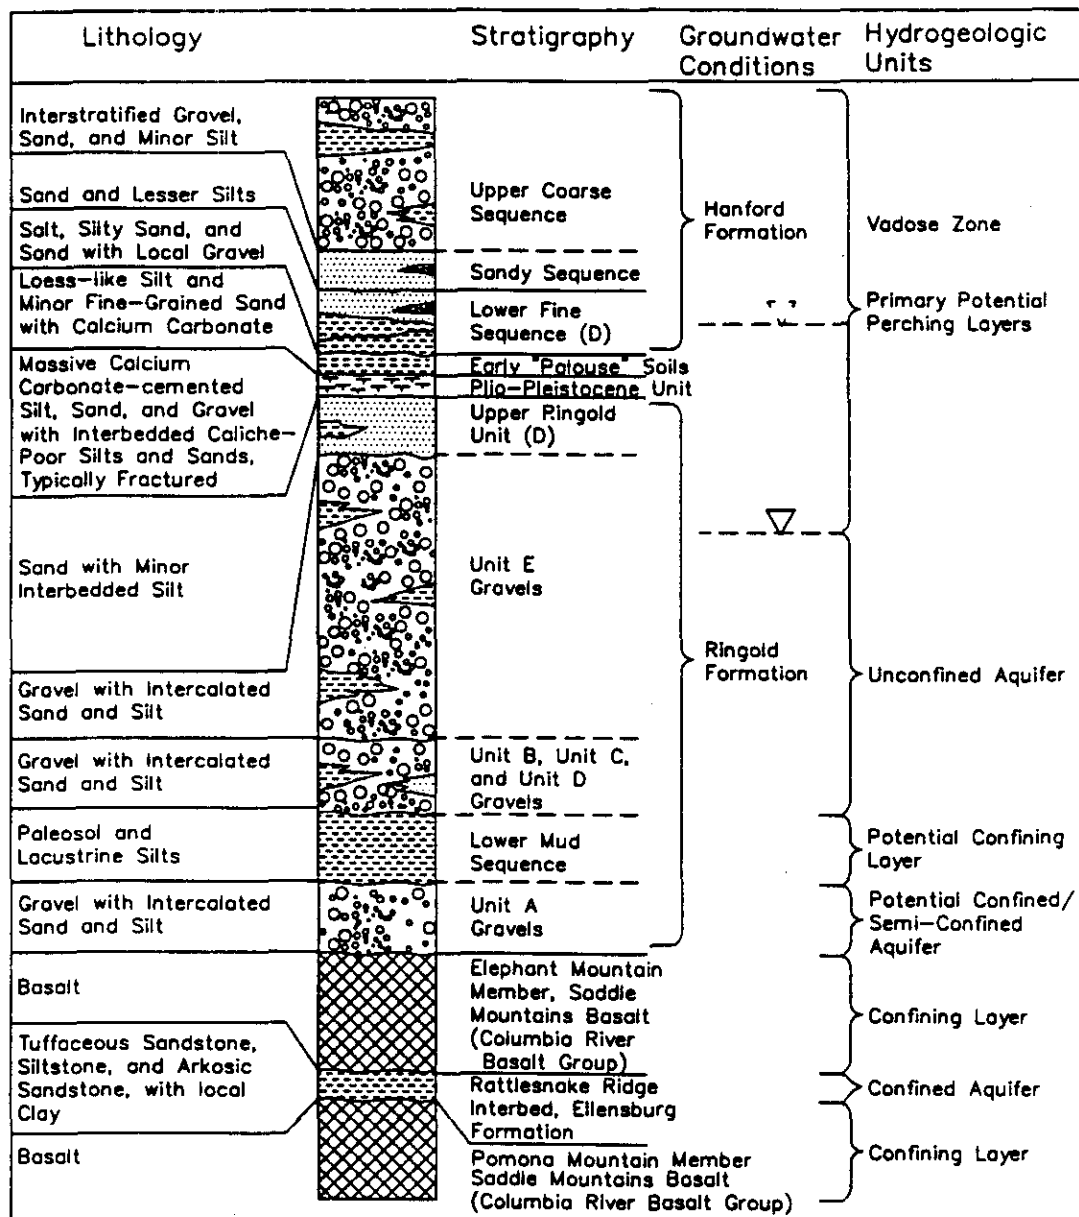 Lithology
Stratigraphy
Groundwater
Conditions
Hydrogeologic
Units
Interstratified Gravel,
Sand, and Minor Silt
Sand and Lesser Silts
Salt, Silty Sand, and
Sand with Local Gravel
Loess-like Silt and
Minor Fine-Grained Sand
with Calcium Carbonate
Massive Calcium
Carbonate-cemented
Silt, Sand, and Gravel
with Interbedded Caliche-
Poor Silts and Sands,
Typically Fractured
Sand with Minor
Interbedded Silt
Gravel with Intercalated
Sand and Silt
Gravel with Intercalated
Sand and Silt
Paleosol and
Lacustrine Silts
Gravel with Intercalated
Sand and Silt
Basalt
Tuffaceous Sandstone,
Siltstone, and Arkosic
Sandstone, with local
Clay
Basalt
Upper Coarse
Sequence
Sandy Sequence
Lower Fine
Sequence (D)
Early "Palouse" Soils
Plio-Pleistocene Unit
Upper Ringold
Unit (D)
Unit E
Gravels
Unit B, Unit C,
and Unit D
Gravels
Lower Mud
Sequence
Unit A
Gravels
Elephant Mountain
Member, Saddle
Mountains Basalt
(Columbia River
Basalt Group)
Rattlesnake Ridge
Interbed, Ellensburg
Formation
Pomona Mountain Member
Saddle Mountains Basalt
(Columbia River Basalt Group)
Hanford
Formation
Ringold
Formation
Vadose Zone
Primary Potential
Perching Layers
Unconfined Aquifer
Potential Confining
Layer
Potential Confined/
Semi-Confined
Aquifer
Confining Layer
Confined Aquifer
Confining Layer